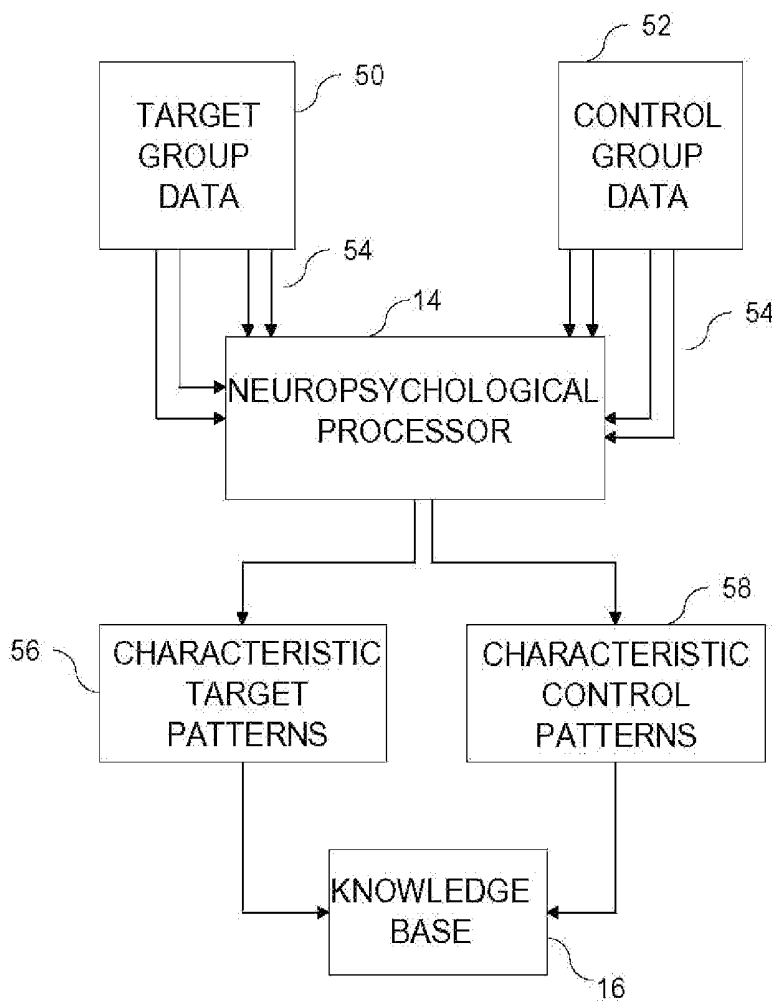 52
50
TARGET
GROUP
DATA
CONTROL
GROUP
DATA
54
14
54
NEUROPSYCHOLOGICAL
PROCESSOR
58
56
CHARACTERISTIC
TARGET
PATTERNS
CHARACTERISTIC
CONTROL
PATTERNS
KNOWLEDGE
BASE
16